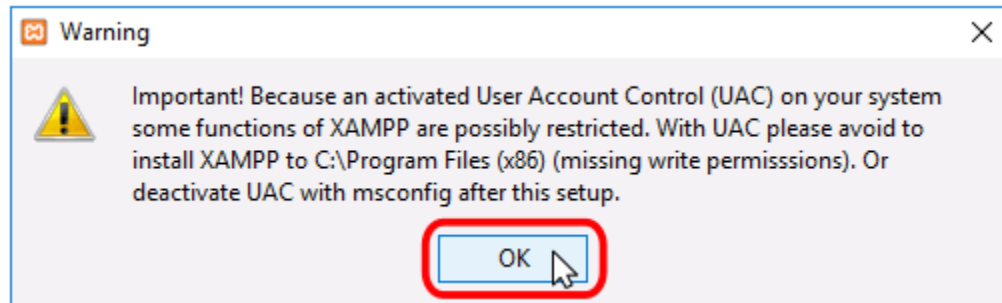 Warning
Important! Because an activated User Account Control (UAC) on your system
some functions of XAMPP are possibly restricted. With UAC please avoid to
install XAMPP to C:\Program Files (x86) (missing write permisssions). Or
deactivate UAC with msconfig after this setup.
OK